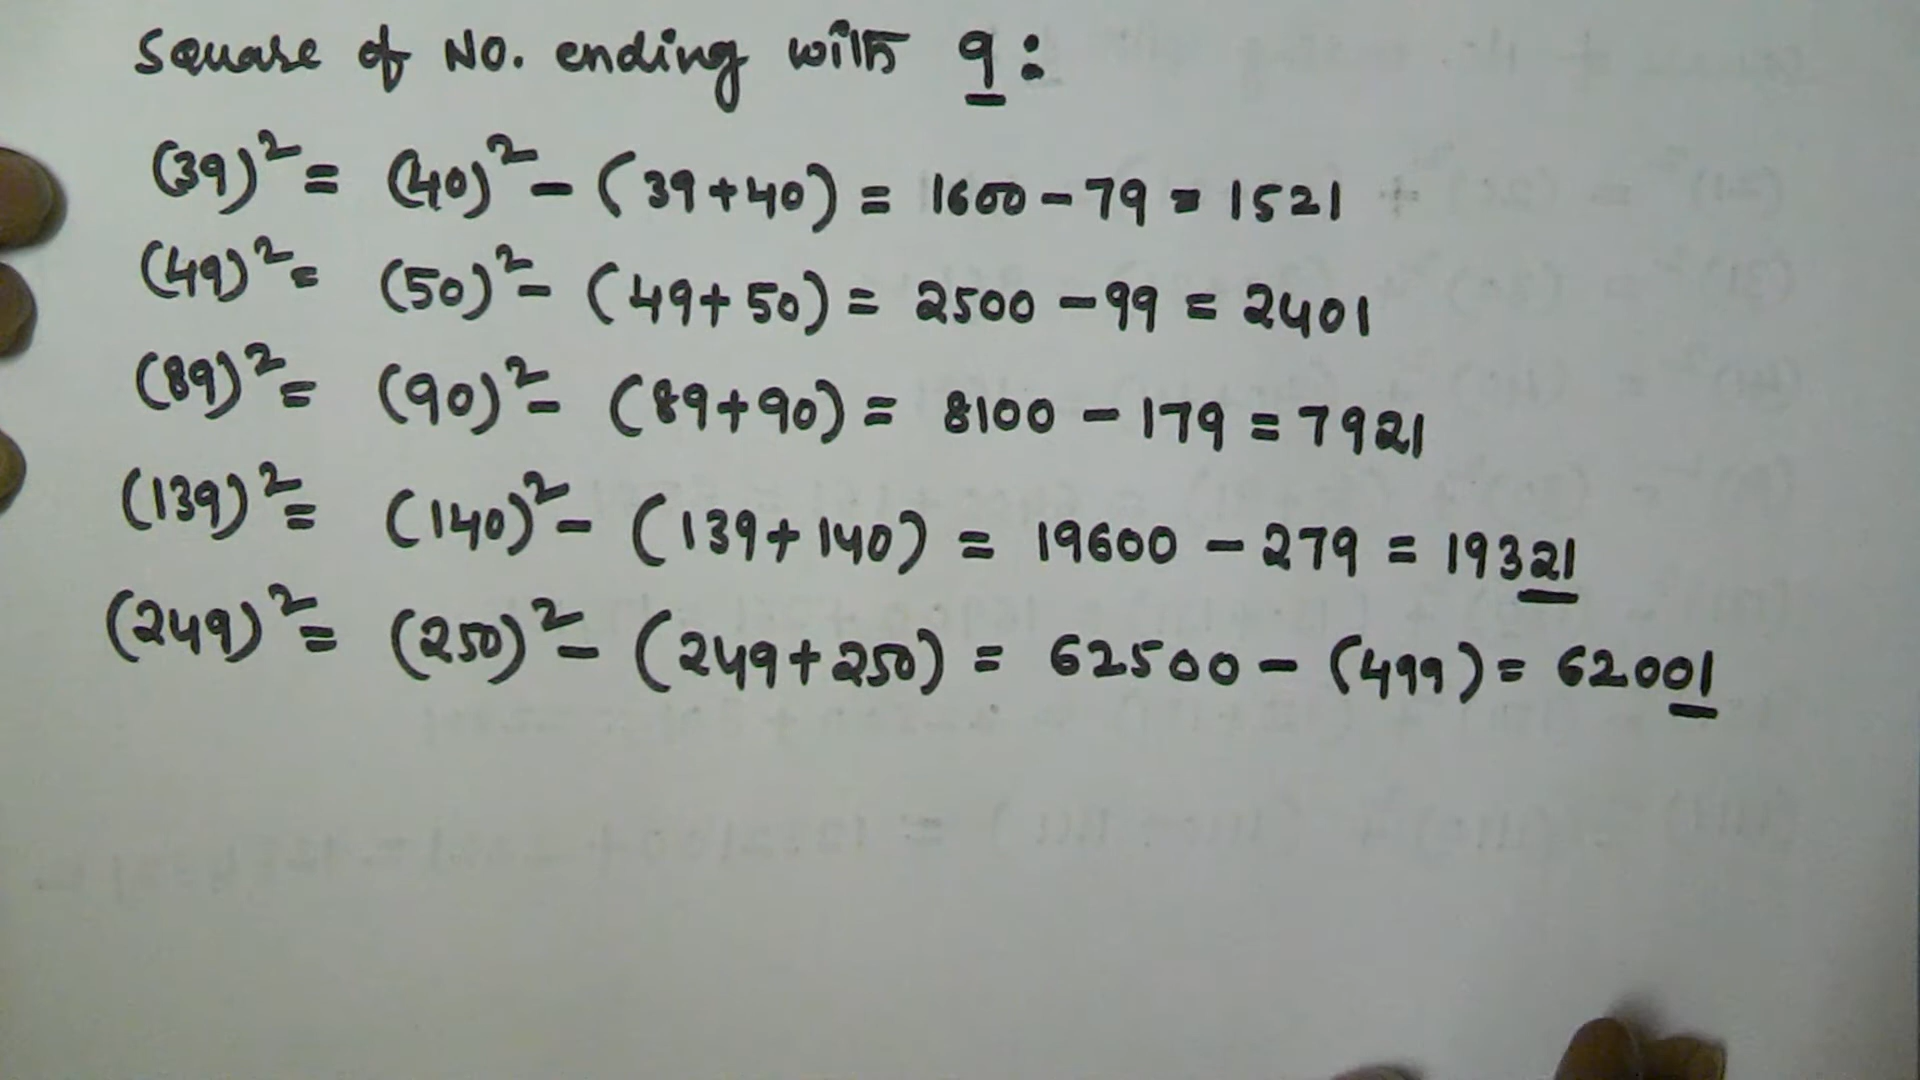 Square of No. ending with 9:
(39)² = (40)² - (39+40) = 1600 - 79 = 1521
(49)² = (50)² - (49+50) = 2500 - 99 = 2401
(89)² = (90)² - (89+90) = 8100 - 179 = 7921
(139)² = (140)² - (139+140) = 19600 - 279 = 19321
(249)² = (250)² - (249+250) = 62500 - (499) = 62001